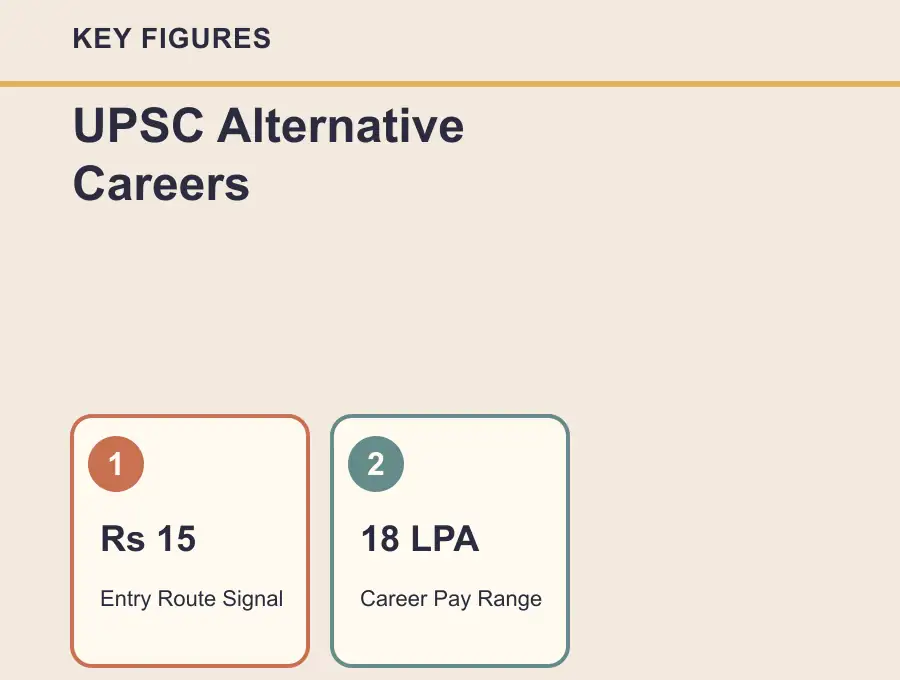 KEY FIGURES
UPSC Alternative
Careers
1
Rs 15
Entry Route Signal
2
18 LPA
Career Pay Range